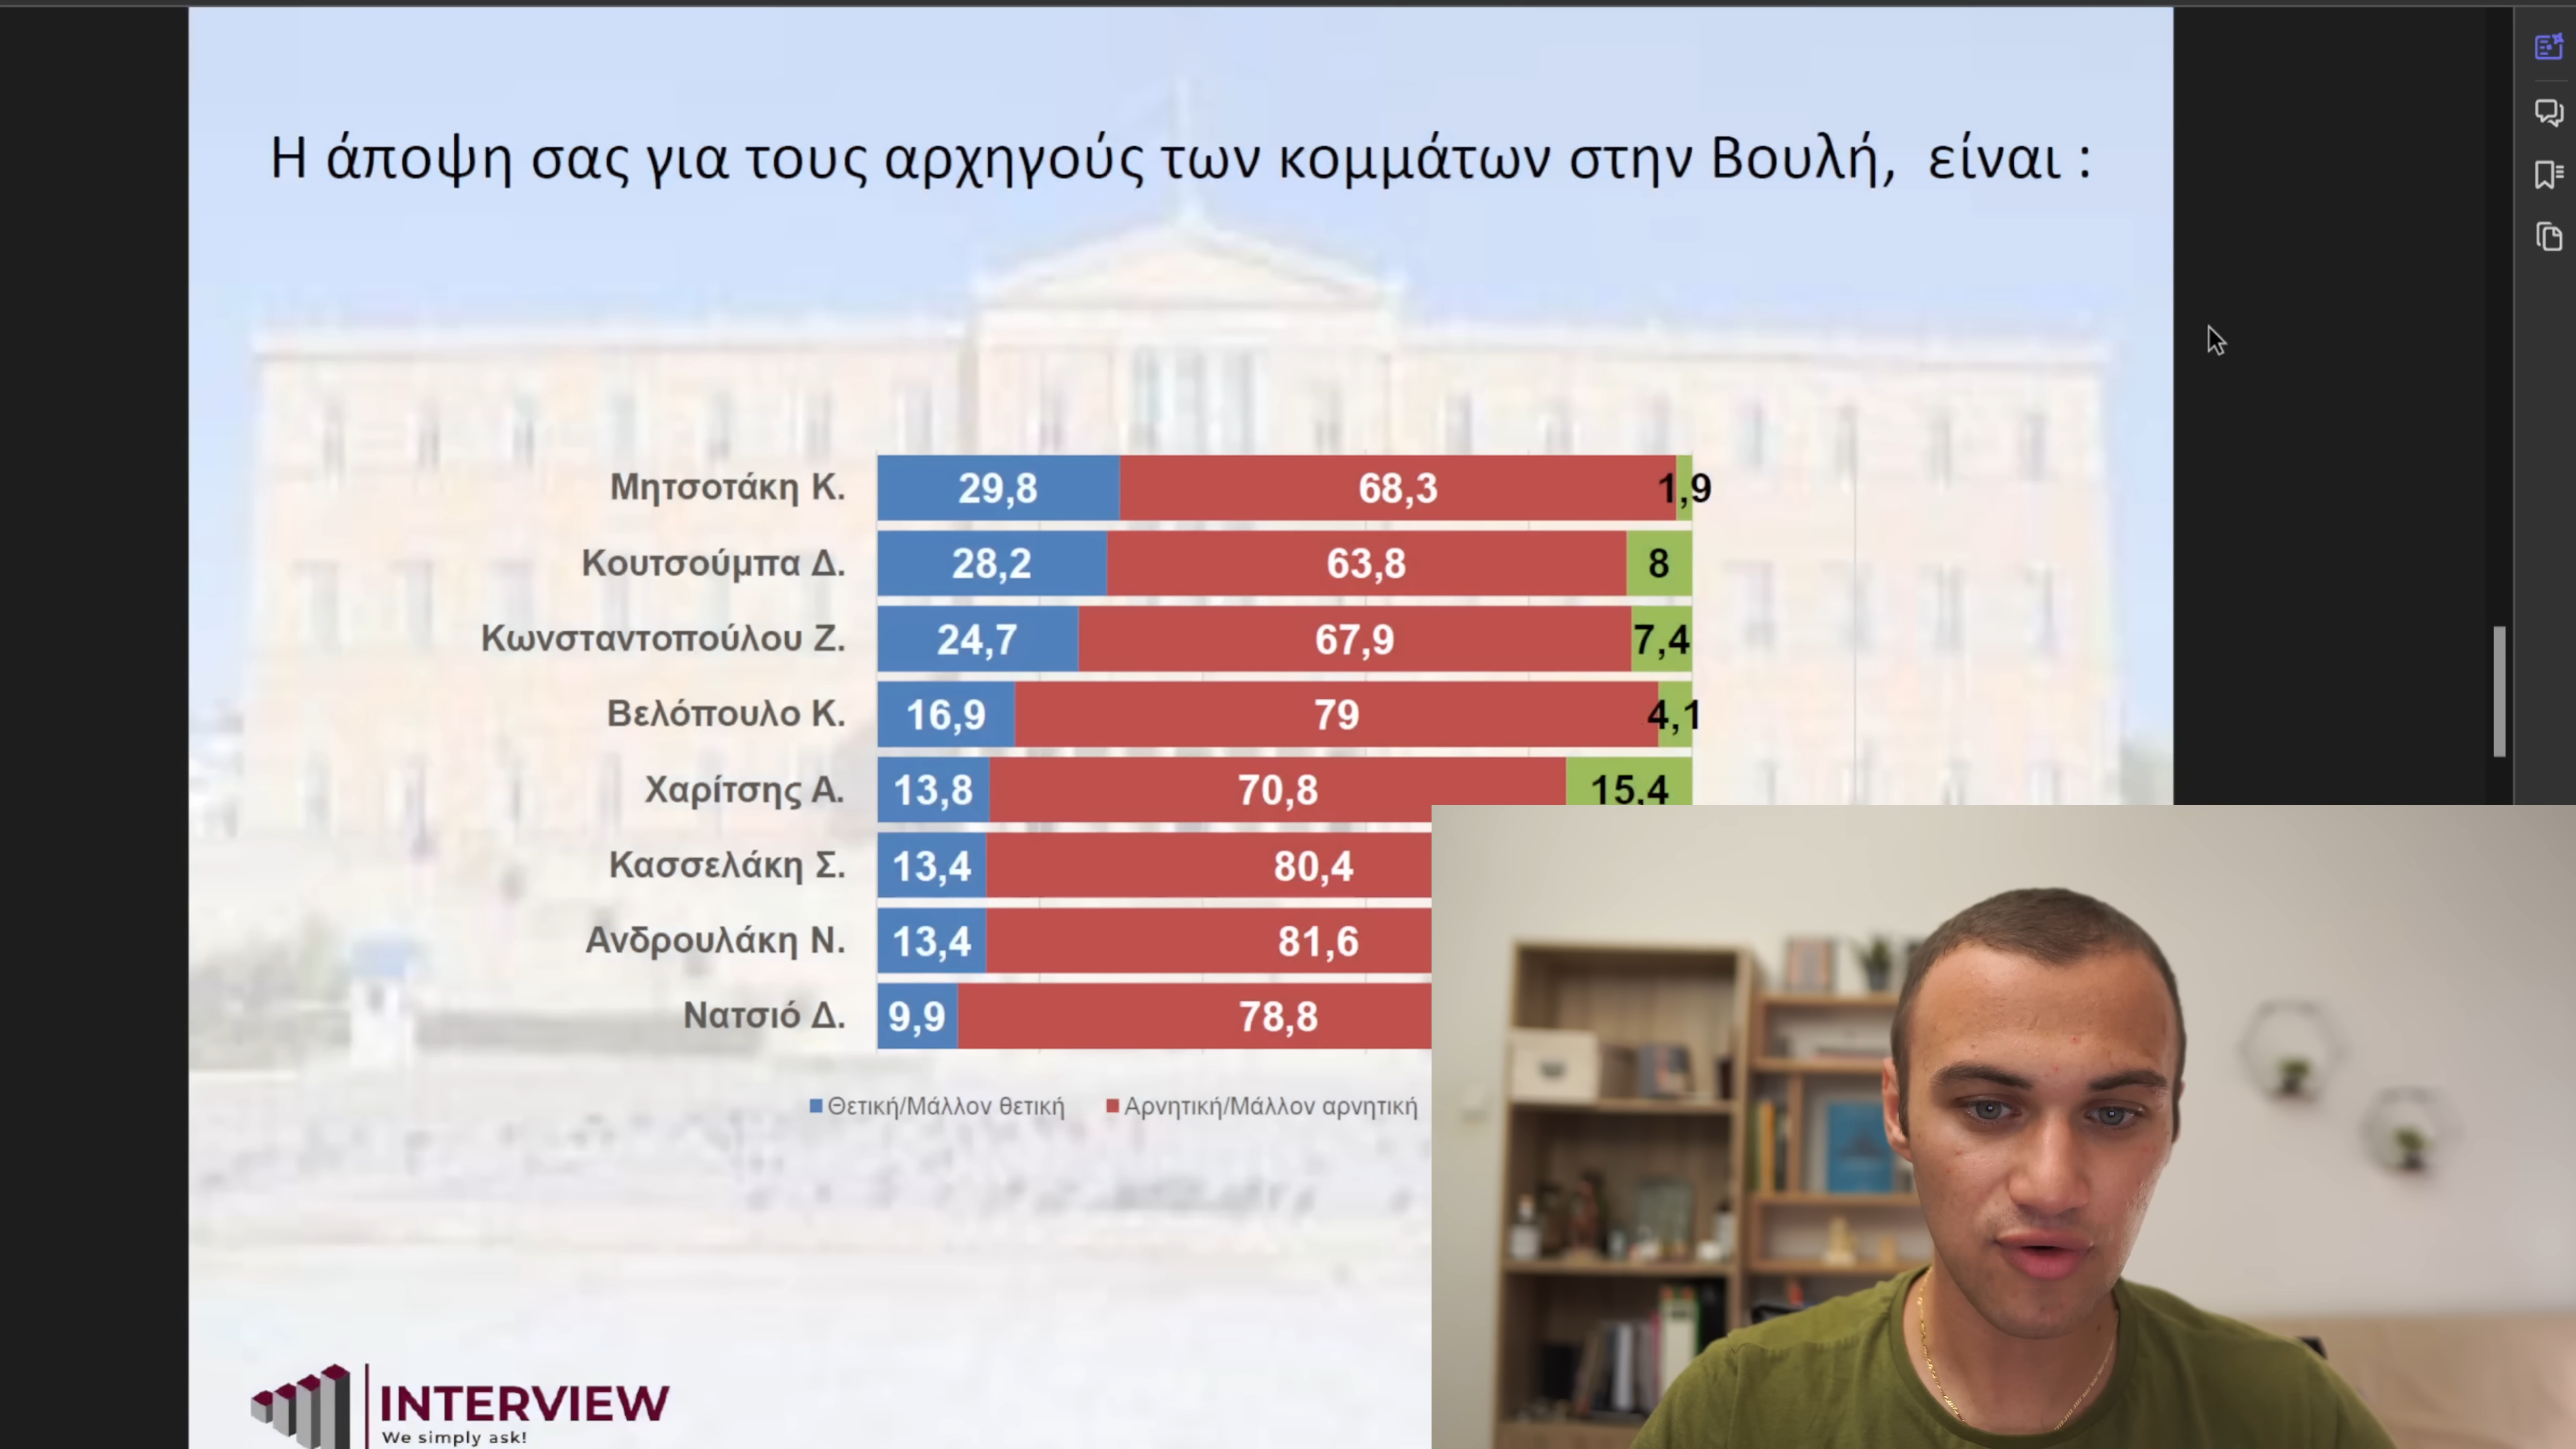 Η άποψη σας για τους αρχηγούς των κομμάτων στην Βουλή, είναι :
Μητσοτάκη Κ. 29,8 68,3 1,9
Κουτσούμπα Δ. 28,2 63,8 8
Κωνσταντοπούλου Ζ. 24,7 67,9 7,4
Βελόπουλο Κ. 16,9 79 4,1
Χαρίτσης Α. 13,8 70,8 15,4
Κασσελάκη Σ. 13,4 80,4
Ανδρουλάκη Ν. 13,4 81,6
Νατσιό Δ. 9,9 78,8
Θετική/Μάλλον θετική Αρνητική/Μάλλον αρνητική
INTERVIEW
We simply ask!